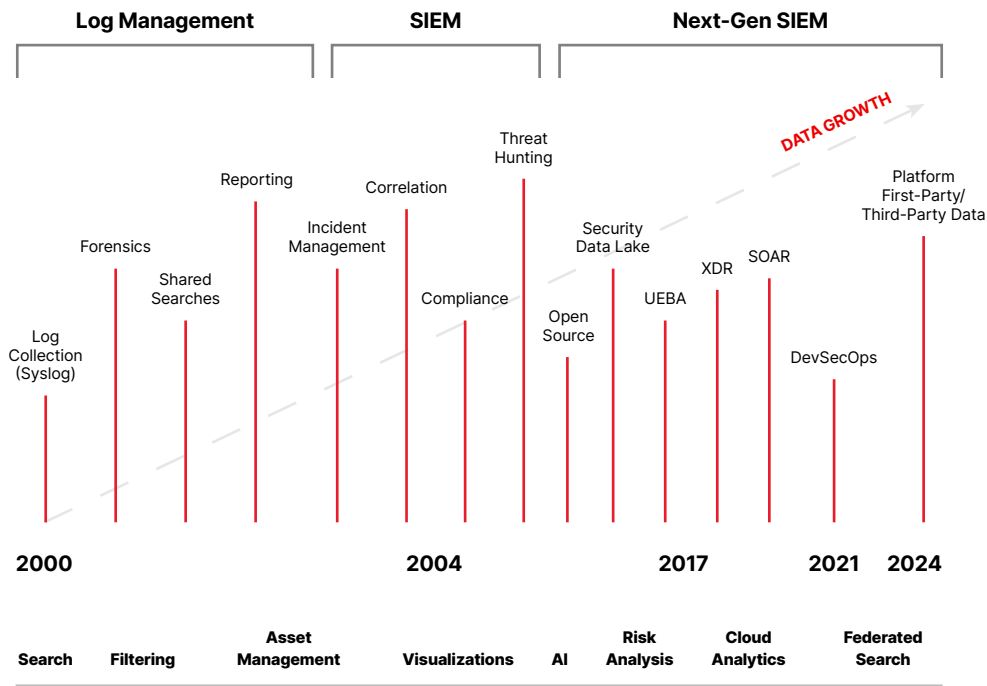 Log Management
SIEM
Next-Gen SIEM
DATA GROWTH
Log
Collection
(Syslog)
Forensics
Shared
Searches
Reporting
Incident
Management
Correlation
Compliance
Threat
Hunting
Open
Source
Security
Data Lake
UEBA
XDR
SOAR
DevSecOps
Platform
First-Party/
Third-Party Data
2000
2004
2017
2021
2024
Search
Filtering
Asset
Management
Visualizations
AI
Risk
Analysis
Cloud
Analytics
Federated
Search